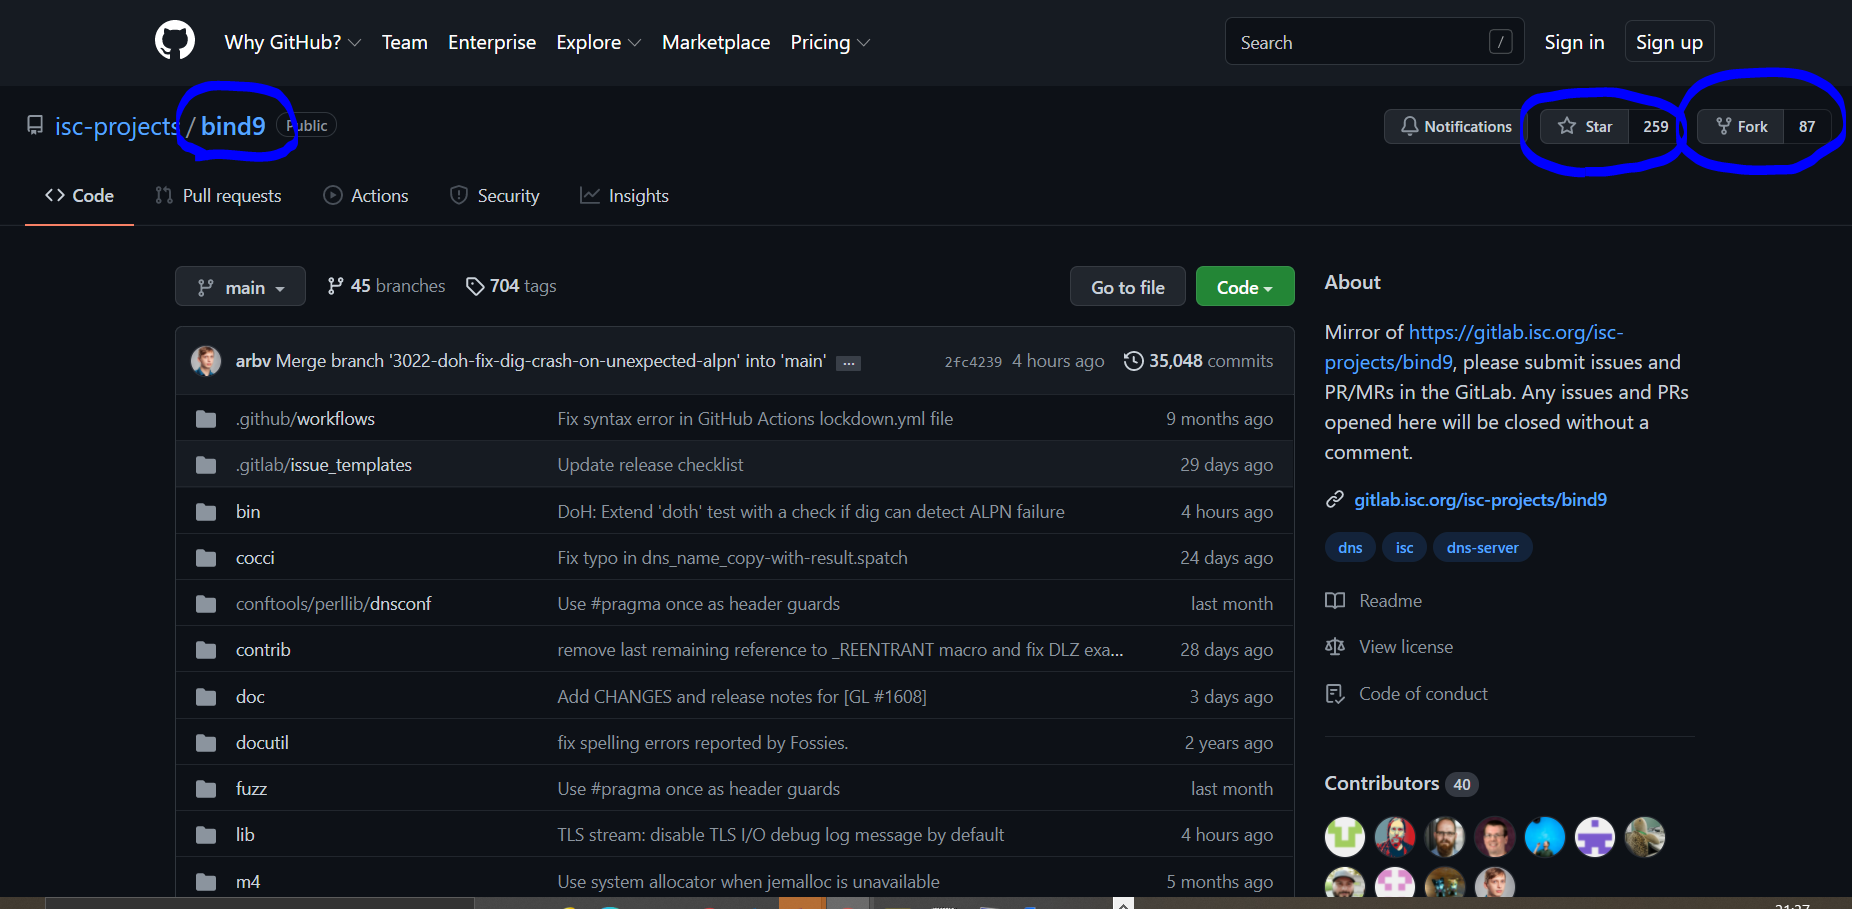 Why GitHub? Team Enterprise Explore Marketplace Pricing Search / Sign in Sign up
isc-projects / bind9 Public Notifications Star 259 Fork 87
Code Pull requests Actions Security Insights
main 45 branches 704 tags Go to file Code
arbv Merge branch '3022-doh-fix-dig-crash-on-unexpected-alpn' into 'main' ... 2fc4239 4 hours ago 35,048 commits
.github/workflows Fix syntax error in GitHub Actions lockdown.yml file 9 months ago
.gitlab/issue_templates Update release checklist 29 days ago
bin DoH: Extend 'doth' test with a check if dig can detect ALPN failure 4 hours ago
cocci Fix typo in dns_name_copy-with-result.spatch 24 days ago
conftools/perllib/dnsconf Use #pragma once as header guards last month
contrib remove last remaining reference to _REENTRANT macro and fix DLZ exa... 28 days ago
doc Add CHANGES and release notes for [GL #1608] 3 days ago
docutil fix spelling errors reported by Fossies. 2 years ago
fuzz Use #pragma once as header guards last month
lib TLS stream: disable TLS I/O debug log message by default 4 hours ago
m4 Use system allocator when jemalloc is unavailable 5 months ago
About
Mirror of https://gitlab.isc.org/isc-
projects/bind9, please submit issues and
PR/MRs in the GitLab. Any issues and PRs
opened here will be closed without a
comment.
gitlab.isc.org/isc-projects/bind9
dns isc dns-server
Readme
View license
Code of conduct
Contributors 40